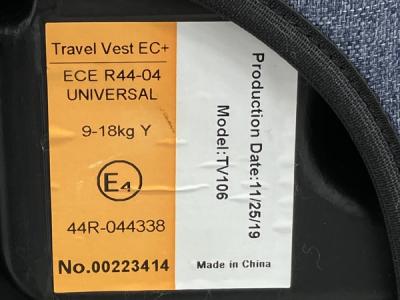 Travel Vest EC+
ECE R44-04
UNIVERSAL
9-18kg Y
E4
44R-044338
No.00223414
Production Date:11/25/19
Model:TV106
Made in China